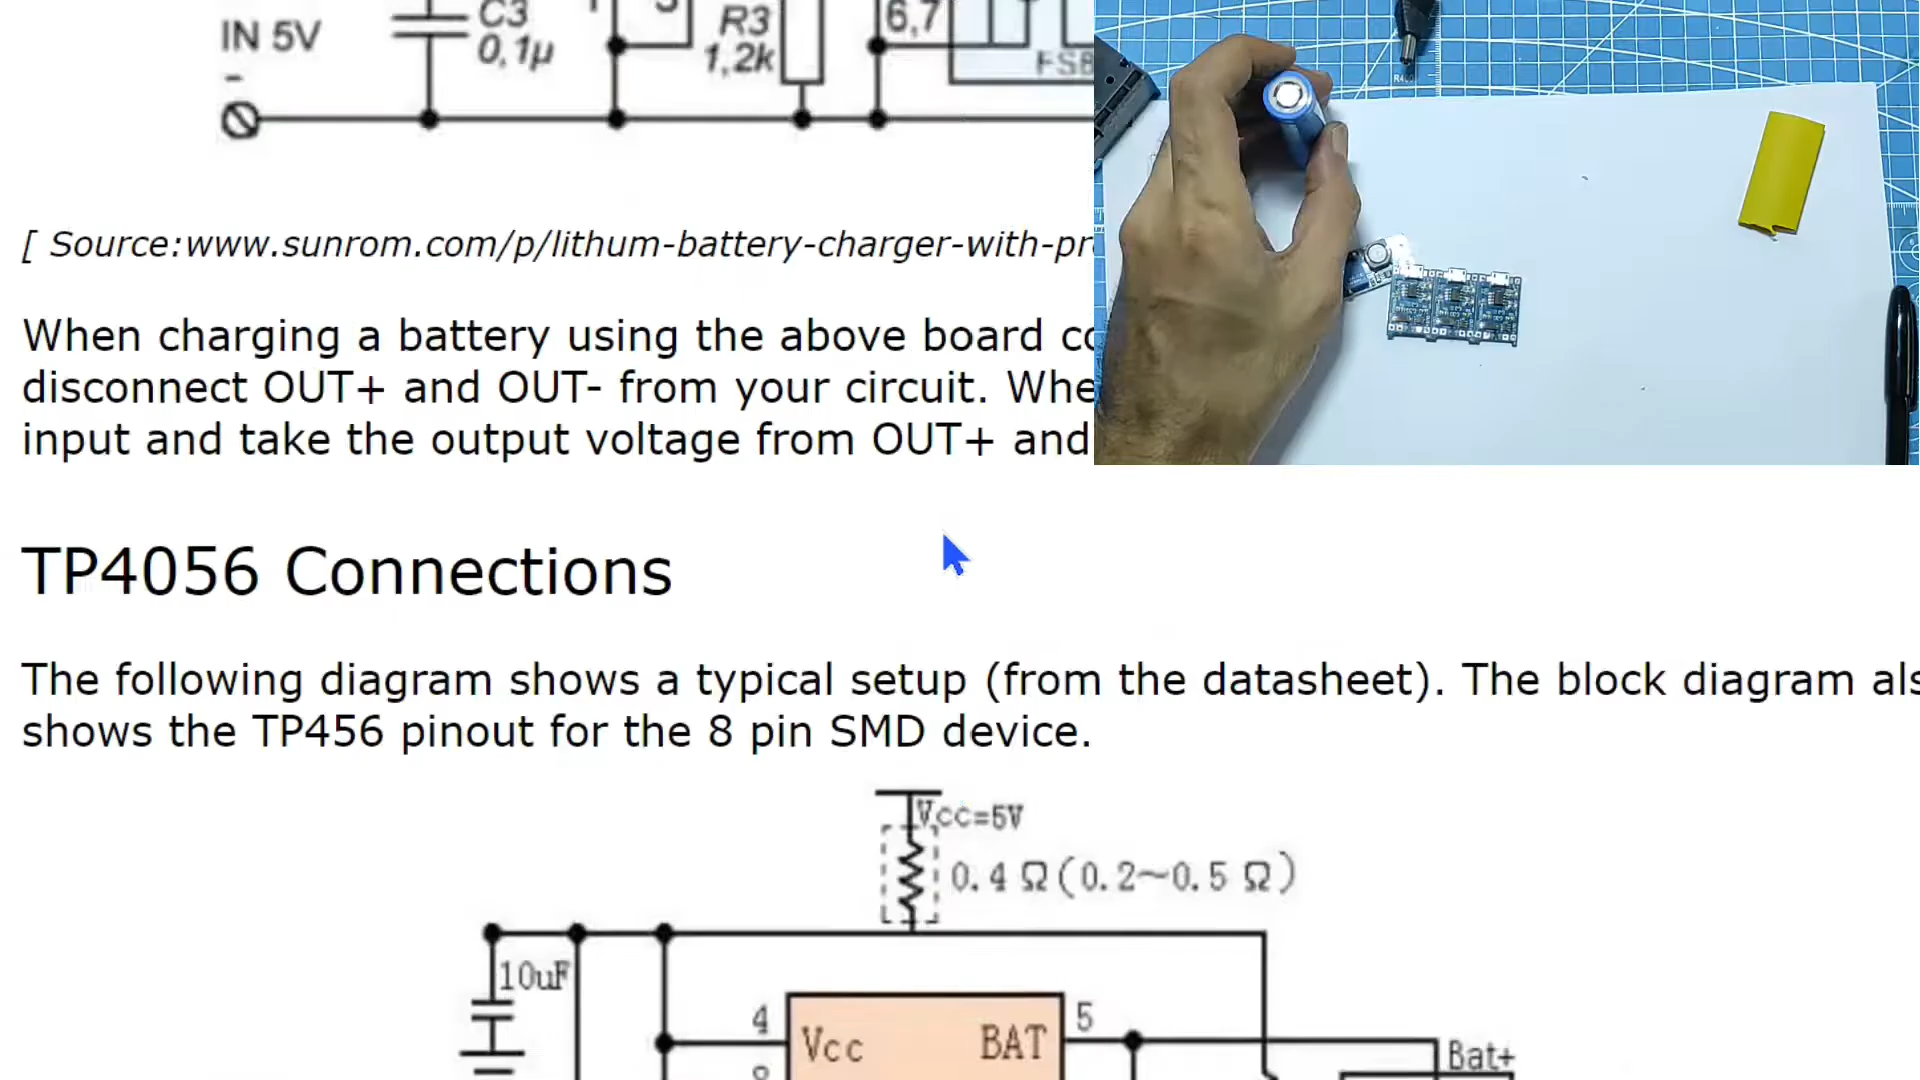 C3
R3
6,7
IN 5V
0,1µ
1,2k
-
[ Source:www.sunrom.com/p/lithum-battery-charger-with-pr
When charging a battery using the above board
disconnect OUT+ and OUT- from your circuit. Whe
input and take the output voltage from OUT+ and
TP4056 Connections
The following diagram shows a typical setup (from the datasheet). The block diagram als
shows the TP456 pinout for the 8 pin SMD device.
Vcc=5V
0.4 Ω(0.2~0.5 Ω)
10uF
4
5
Vcc
BAT
Bat+